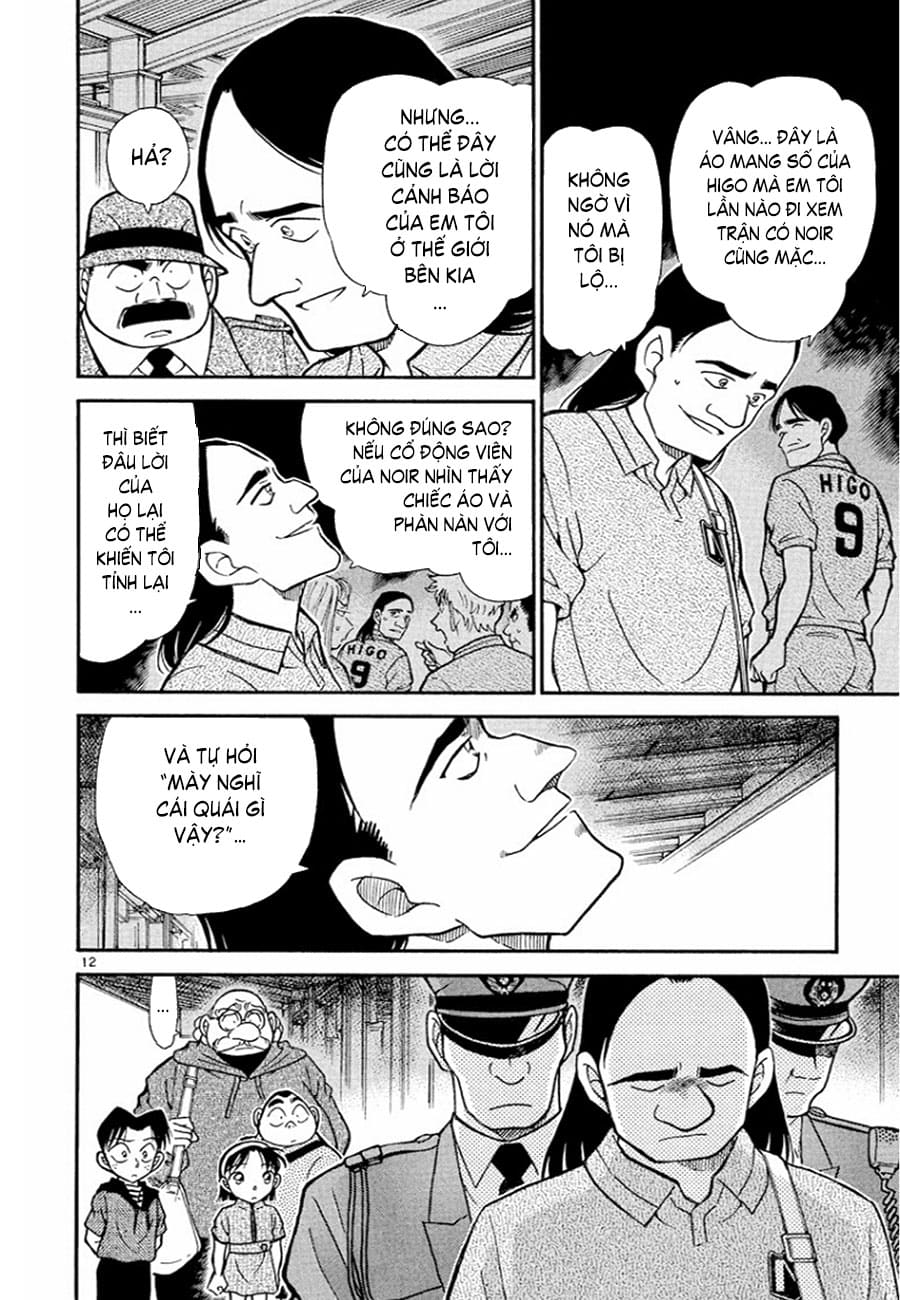 VÂNG... ĐÂY LÀ
ÁO MANG SỐ CỦA
HIGO MÀ EM TÔI
LẦN NÀO ĐI XEM
TRẬN CÓ NOIR
CŨNG MẶC...
KHÔNG
NGỜ VÌ
NÓ MÀ
TÔI BỊ
LỘ...
HIGO
9
NHƯNG...
CÓ THỂ ĐÂY
CŨNG LÀ LỜI
CẢNH BÁO
CỦA EM TÔI
Ở THẾ GIỚI
BÊN KIA
...
HẢ?
KHÔNG ĐÚNG SAO?
NẾU CỔ ĐỘNG VIÊN
CỦA NOIR NHÌN THẤY
CHIẾC ÁO VÀ
PHÀN NÀN VỚI
TÔI...
THÌ BIẾT
ĐÂU LỜI
CỦA
HỌ LẠI
CÓ THỂ
KHIẾN TÔI
TỈNH LẠI
...
HIGO
9
VÀ TỰ HỎI
“MÀY NGHĨ
CÁI QUÁI GÌ
VẬY?”...
12
...
N